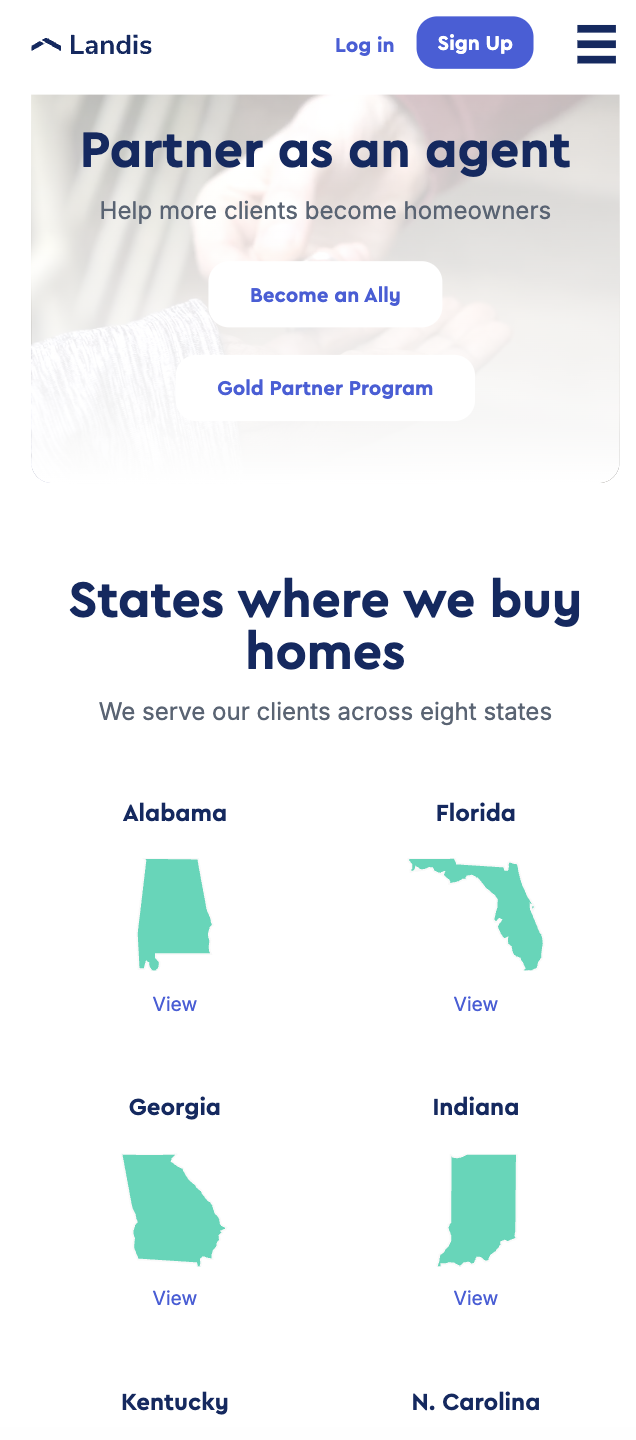 Landis
Log in
Sign Up
Partner as an agent
Help more clients become homeowners
Become an Ally
Gold Partner Program
States where we buy
homes
We serve our clients across eight states
Alabama
Florida
View
View
Georgia
Indiana
View
View
Kentucky
N. Carolina